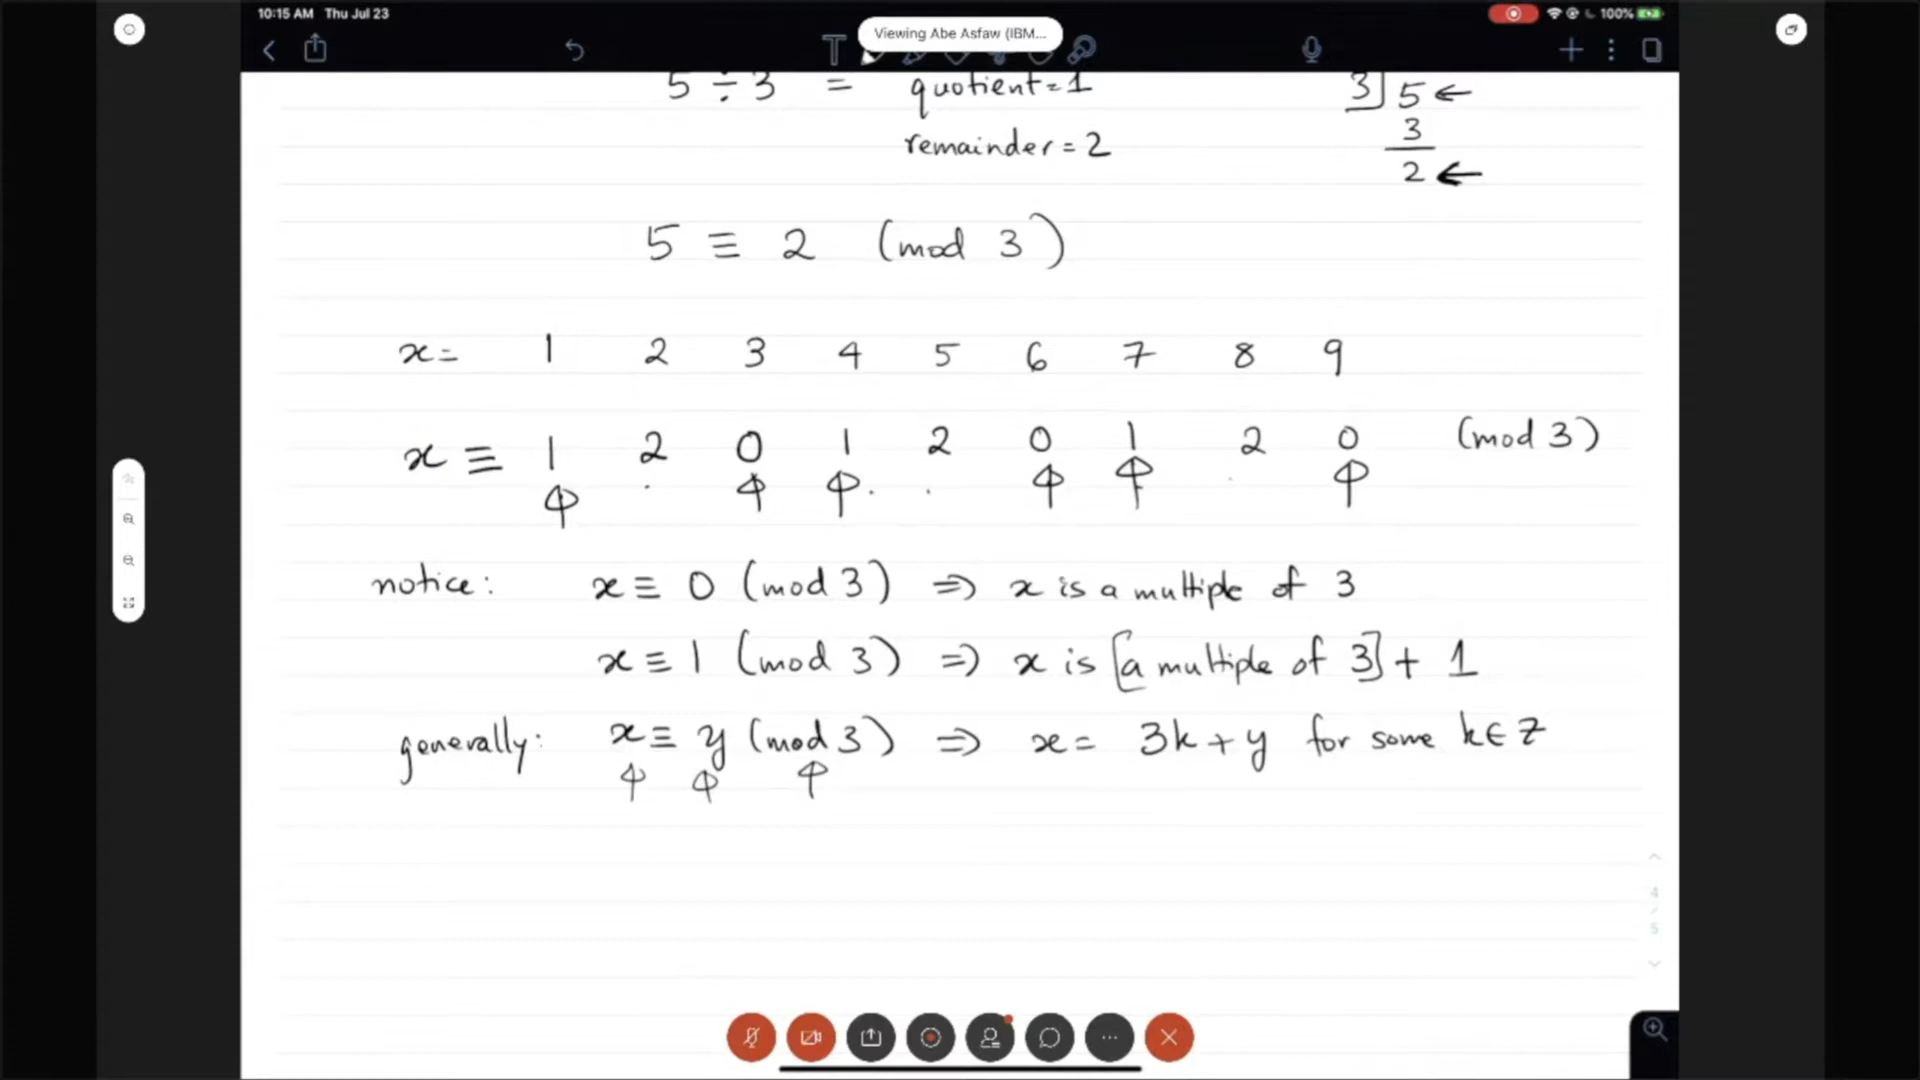 10:15 AM Thu Jul 23
100%
Viewing Abe Asfaw (IBM...
5 ÷ 3 = quotient = 1
3 5 ←
remainder = 2
3
2 ←
5 ≡ 2 (mod 3)
x = 1 2 3 4 5 6 7 8 9
x ≡ 1 2 0 1 2 0 1 2 0 (mod 3)
notice: x ≡ 0 (mod 3) ⇒ x is a multiple of 3
x ≡ 1 (mod 3) ⇒ x is [a multiple of 3] + 1
generally: x ≡ y (mod 3) ⇒ x = 3k + y for some k ∈ Z
4
/
5